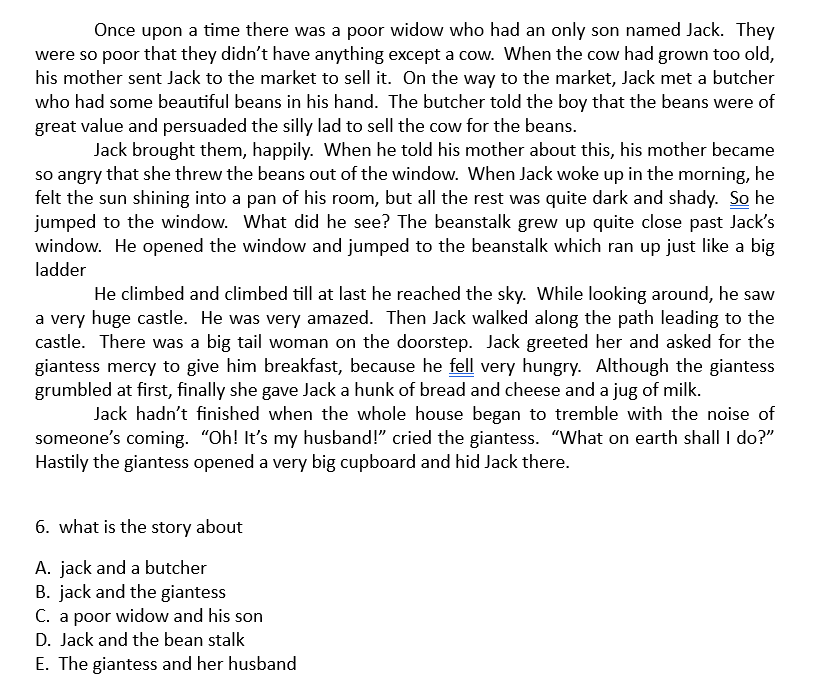 Once upon a time there was a poor widow who had an only son named Jack. They
were so poor that they didn't have anything except a cow. When the cow had grown too old,
his mother sent Jack to the market to sell it. On the way to the market, Jack met a butcher
who had some beautiful beans in his hand. The butcher told the boy that the beans were of
great value and persuaded the silly lad to sell the cow for the beans.
Jack brought them, happily. When he told his mother about this, his mother became
so angry that she threw the beans out of the window. When Jack woke up in the morning, he
felt the sun shining into a pan of his room, but all the rest was quite dark and shady. So he
jumped to the window. What did he see? The beanstalk grew up quite close past Jack's
window. He opened the window and jumped to the beanstalk which ran up just like a big
ladder
He climbed and climbed till at last he reached the sky. While looking around, he saw
a very huge castle. He was very amazed. Then Jack walked along the path leading to the
castle. There was a big tail woman on the doorstep. Jack greeted her and asked for the
giantess mercy to give him breakfast, because he fell very hungry. Although the giantess
grumbled at first, finally she gave Jack a hunk of bread and cheese and a jug of milk.
Jack hadn't finished when the whole house began to tremble with the noise of
someone's coming. "Oh! It's my husband!" cried the giantess. "What on earth shall I do?"
Hastily the giantess opened a very big cupboard and hid Jack there.
6. what is the story about
A. jack and a butcher
B. jack and the giantess
C. a poor widow and his son
D. Jack and the bean stalk
E. The giantess and her husband